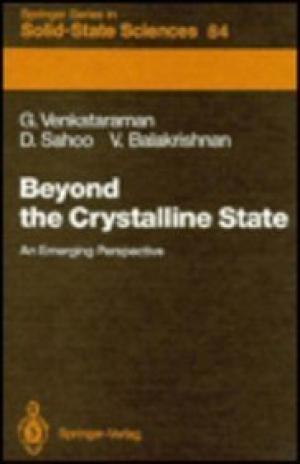 Springer Series in
Solid-State Sciences 84
G. Venkataraman
D. Sahoo V. Balakrishnan
Beyond
the Crystalline State
An Emerging Perspective
Springer-Verlag